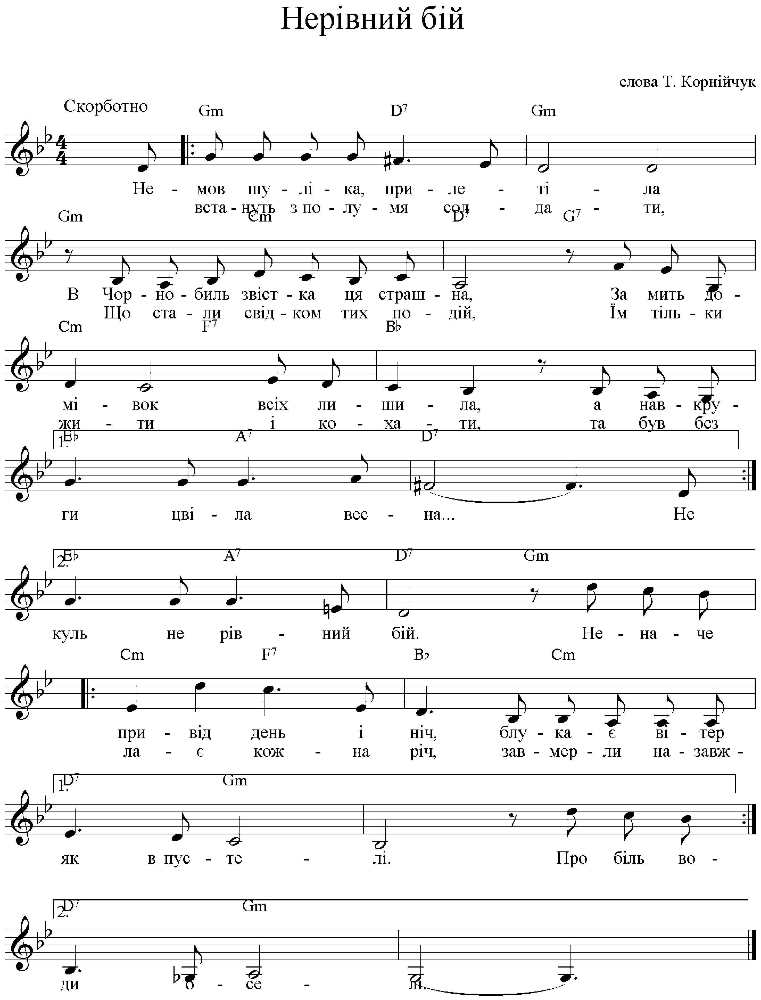 Нерівний бій
слова Т. Корнійчук
Скорботно
Gm D7 Gm
4/4
Не - мов шу - лі - ка, при - ле - ті - ла
вста - нуть з по - лу - мя сол - да - ти,
Gm Cm D7 G7
В Чор - но - биль звіст - ка ця страш - на, За мить до -
Що ста - ли свід - ком тих по - дій, Їм тіль - ки
Cm F7 B♭
мі - вок всіх ли - ши - ла, а нав - кру -
жи - ти і ко - ха - ти, та був без
1. E♭ A7 D7
ги цві - ла вес - на... Не
2. E♭ A7 D7 Gm
куль не рів - ний бій. Не - на - че
Cm F7 B♭ Cm
при - від день і ніч, блу - ка - є ві - тер
ла - є кож - на річ, зав - мер - ли на - завж -
1. D7 Gm
як в пус - те - лі. Про біль во -
2. D7 Gm
ди о - се - лі.